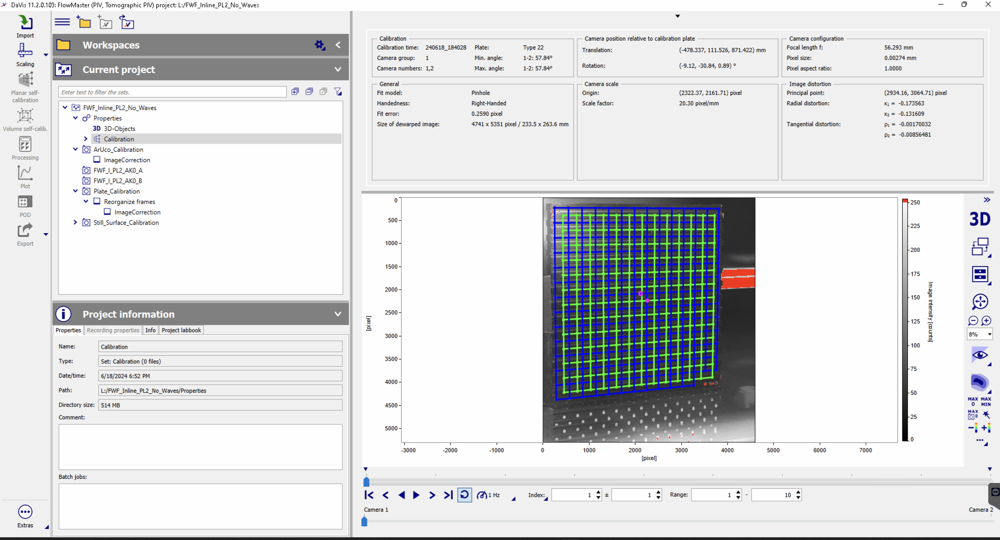 DaVis 11.2.0.103: FlowMaster (PIV, Tomographic PIV) project: L:/FWF_Inline_PL2_No_Waves
Import
Scaling
Planar self-
calibration
Volume self-calib.
Processing
Plot
POD
Export
Extras
Workspaces
Current project
Enter text to filter the sets.
FWF_Inline_PL2_No_Waves
Properties
3D 3D-Objects
Calibration
ArUco_Calibration
ImageCorrection
FWF_I_PL2_AK0_A
FWF_I_PL2_AK0_B
Plate_Calibration
Reorganize frames
ImageCorrection
Still_Surface_Calibration
Project information
Properties Recording properties Info Project labbook
Name: Calibration
Type: Set: Calibration (0 files)
Date/time: 6/18/2024 6:52 PM
Path: L:/FWF_Inline_PL2_No_Waves/Properties
Directory size: 514 MB
Comment:
Batch jobs:
Calibration
Calibration time: 240618_184028 Plate: Type 22
Camera group: 1 Min. angle: 1-2: 57.84°
Camera numbers: 1,2 Max. angle: 1-2: 57.84°
Camera position relative to calibration plate
Translation: (-478.337, 111.526, 871.422) mm
Rotation: (-9.12, -30.84, 0.89) °
Camera configuration
Focal length f: 56.293 mm
Pixel size: 0.00274 mm
Pixel aspect ratio: 1.0000
General
Fit model: Pinhole
Handedness: Right-Handed
Fit error: 0.2590 pixel
Size of dewarped image: 4741 x 5351 pixel / 233.5 x 263.6 mm
Camera scale
Origin: (2322.37, 2161.71) pixel
Scale factor: 20.30 pixel/mm
Image distortion
Principal point: (2934.16, 3064.71) pixel
Radial distortion: κ₁ = -0.173563
κ₂ = -0.131609
Tangential distortion: ρ₁ = -0.00170032
ρ₂ = -0.00856481
0
500
1000
1500
2000
2500
3000
3500
4000
4500
5000
[pixel]
-3000 -2000 -1000 0 1000 2000 3000 4000 5000 6000 7000
[pixel]
250
225
200
175
150
125
100
75
50
25
0
Image intensity [counts]
3D
8%
MAX MAX
0 MIN
MAX
0
1 Hz Index: 1 ± 1 Range: 1 - 10
Camera 1 Camera 2